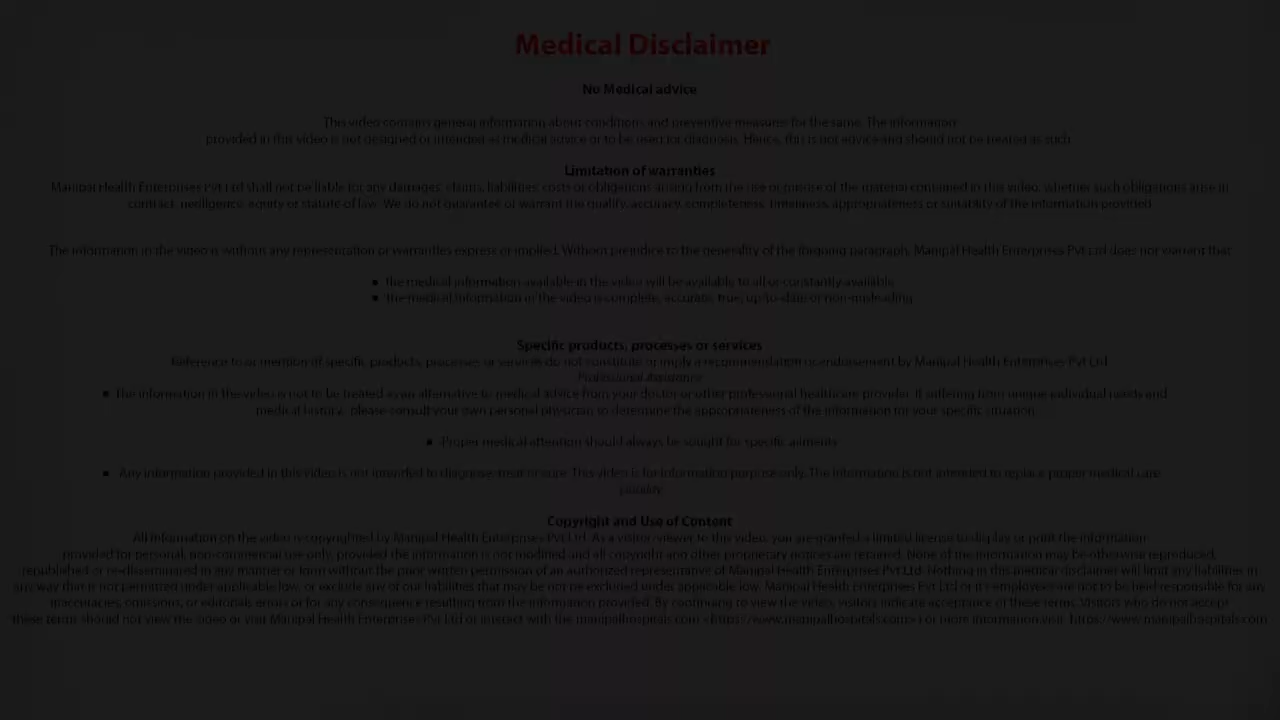 Medical Disclaimer
No Medical advice
This video contains general information about conditions and preventive measures for the same. The information
provided in this video is not designed or intended as medical advice or to be used for diagnosis. Hence, this is not advice and should not be treated as such.
Limitation of warranties
Manipal Health Enterprises Pvt Ltd shall not be liable for any damages, claims, liabilities, costs or obligations arising from the use or misuse of the material contained in this video, whether such obligations arise in
contract, negligence, equity or statute of law. We do not guarantee or warrant the quality, accuracy, completeness, timeliness, appropriateness or suitability of the information provided.
The information in the video is without any representation or warranties express or implied. Without prejudice to the generality of the foregoing paragraph, Manipal Health Enterprises Pvt Ltd does not warrant that:
• the medical information available in the video will be available to all or constantly available
• the medical information in the video is complete, accurate, true, up-to-date or non-misleading
Specific products, processes or services
Reference to or mention of specific products, processes or services do not constitute or imply a recommendation or endorsement by Manipal Health Enterprises Pvt Ltd
Professional Assistance
• The information in the video is not to be treated as an alternative to medical advice from your doctor or other professional healthcare provider. If suffering from unique individual needs and
medical history, please consult your own personal physician to determine the appropriateness of the information for your specific situation
• Proper medical attention should always be sought for specific ailments
• Any information provided in this video is not intended to diagnose treat or cure. This video is for information purposes only. The information is not intended to replace proper medical care
Copyright and Use of Content
All information on the video is copyrighted by Manipal Health Enterprises Pvt Ltd. As a visitor/viewer to this video, you are granted a limited license to display or print the information
provided for personal, non-commercial use only, provided the information is not modified and all copyright and other proprietary notices are retained. None of the information may be otherwise reproduced,
republished or re-disseminated in any manner or form without the prior written permission of an authorized representative of Manipal Health Enterprises Pvt Ltd. Nothing in this medical disclaimer will limit any liabilities in
any way that is not permitted under applicable low, or exclude any of our liabilities that may be not be excluded under applicable low. Manipal Health Enterprises Pvt Ltd or it's employees are not to be held responsible for any
inaccuracies, omissions, or editorials errors or for any consequence resulting from the information provided. By continuing to view the video, visitors indicate acceptance of these terms. Visitors who do not accept
these terms should not view the video or visit Manipal Health Enterprises Pvt Ltd or interact with the manipalhospitals.com <https://www.manipalhospitals.com> For more information visit: https://www.manipalhospitals.com